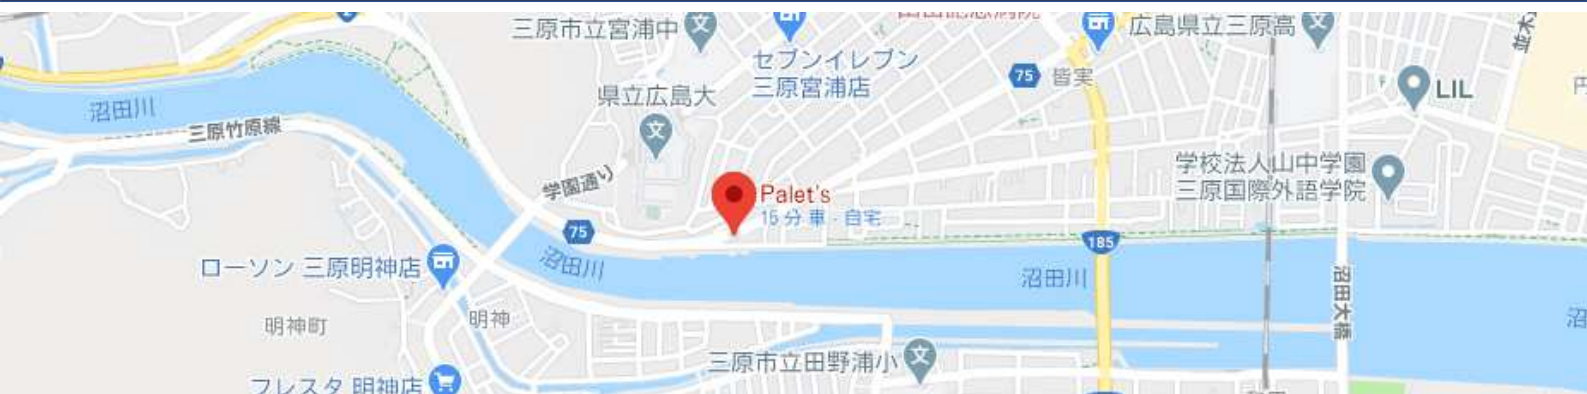 三原市立宮浦中
広島県立三原高
セブンイレブン
三原宮浦店
75
皆実
LIL
県立広島大
沼田川
三原竹原線
学園通り
学校法人山中学園
三原国際外語学院
Palet's
15 分 車 - 自宅
75
185
沼田川
沼田川
ローソン 三原明神店
沼田大橋
明神町
明神
三原市立田野浦小
フレスタ 明神店